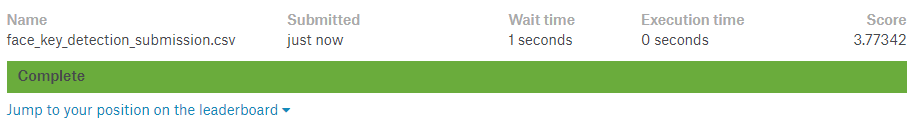 Name Submitted Wait time Execution time Score
face_key_detection_submission.csv just now 1 seconds 0 seconds 3.77342
Complete
Jump to your position on the leaderboard